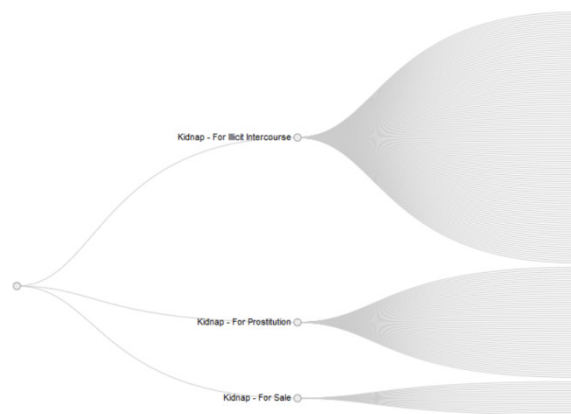 Kidnap - For Illicit Intercourse
Kidnap - For Prostitution
Kidnap - For Sale